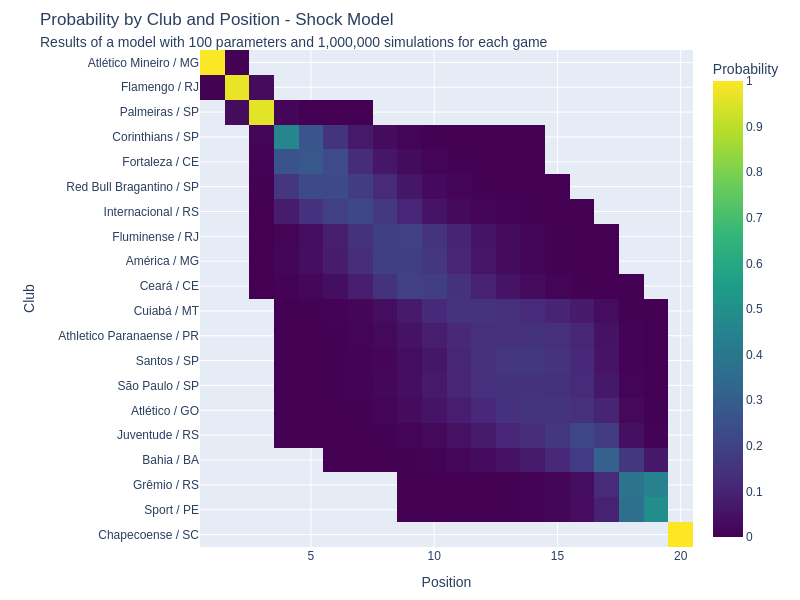 Probability by Club and Position - Shock Model
Results of a model with 100 parameters and 1,000,000 simulations for each game
Probability
Club
Atlético Mineiro / MG
Flamengo / RJ
Palmeiras / SP
Corinthians / SP
Fortaleza / CE
Red Bull Bragantino / SP
Internacional / RS
Fluminense / RJ
América / MG
Ceará / CE
Cuiabá / MT
Athletico Paranaense / PR
Santos / SP
São Paulo / SP
Atlético / GO
Juventude / RS
Bahia / BA
Grêmio / RS
Sport / PE
Chapecoense / SC
5
10
15
20
Position
1
0.9
0.8
0.7
0.6
0.5
0.4
0.3
0.2
0.1
0